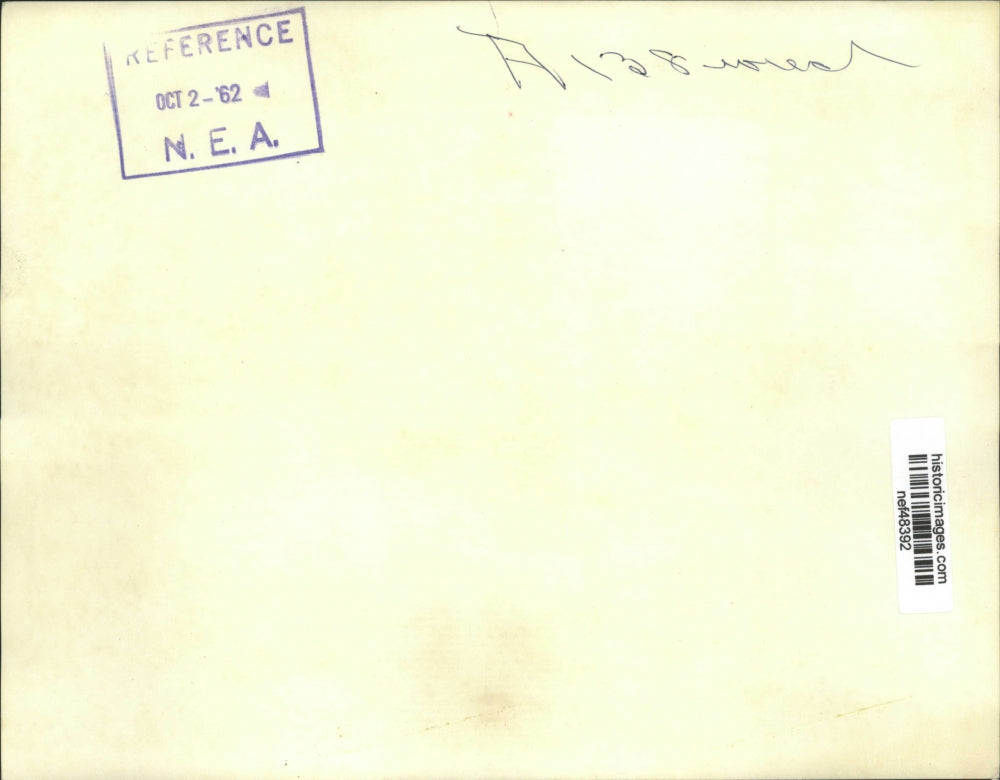 REFERENCE
OCT 2-'62
N. E. A.
historicimages.com
nef48392